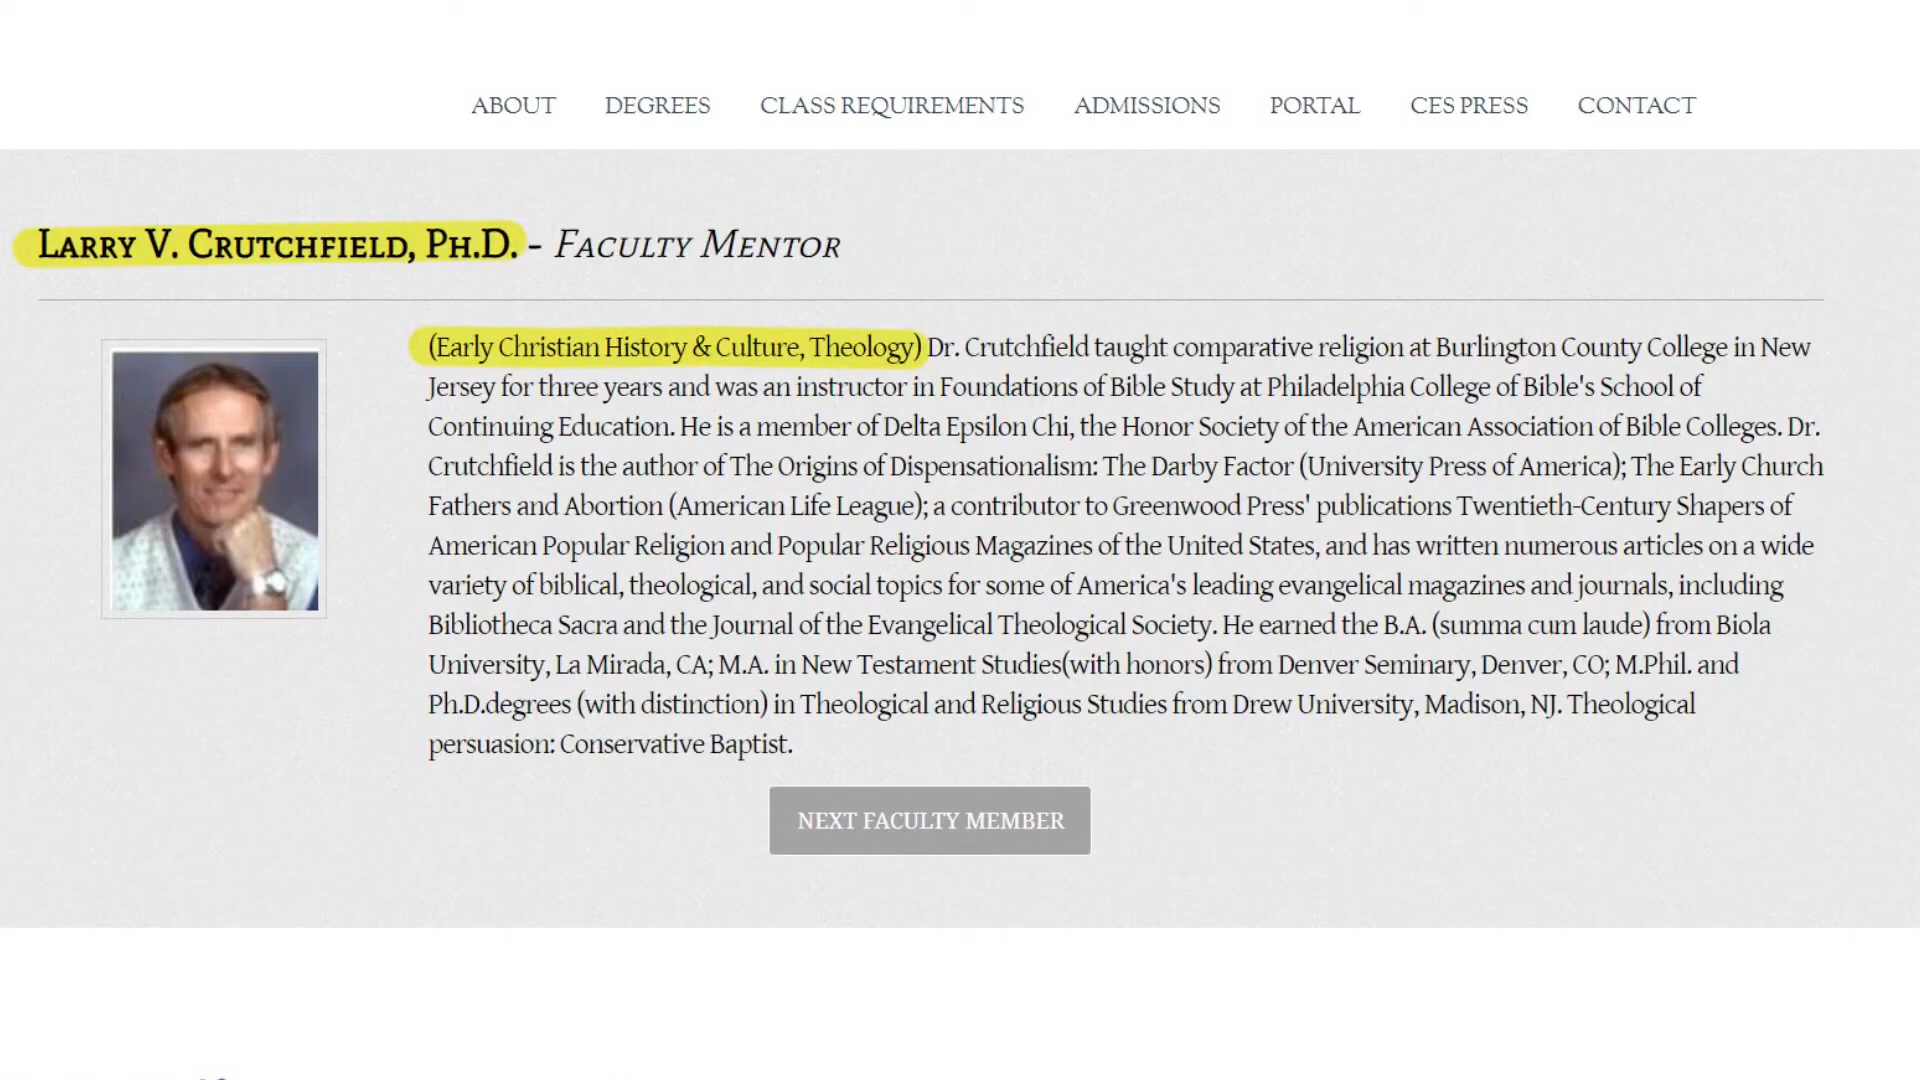 ABOUT DEGREES CLASS REQUIREMENTS ADMISSIONS PORTAL CES PRESS CONTACT
LARRY V. CRUTCHFIELD, PH.D. - FACULTY MENTOR
(Early Christian History & Culture, Theology) Dr. Crutchfield taught comparative religion at Burlington County College in New
Jersey for three years and was an instructor in Foundations of Bible Study at Philadelphia College of Bible's School of
Continuing Education. He is a member of Delta Epsilon Chi, the Honor Society of the American Association of Bible Colleges. Dr.
Crutchfield is the author of The Origins of Dispensationalism: The Darby Factor (University Press of America); The Early Church
Fathers and Abortion (American Life League); a contributor to Greenwood Press' publications Twentieth-Century Shapers of
American Popular Religion and Popular Religious Magazines of the United States, and has written numerous articles on a wide
variety of biblical, theological, and social topics for some of America's leading evangelical magazines and journals, including
Bibliotheca Sacra and the Journal of the Evangelical Theological Society. He earned the B.A. (summa cum laude) from Biola
University, La Mirada, CA; M.A. in New Testament Studies(with honors) from Denver Seminary, Denver, CO; M.Phil. and
Ph.D.degrees (with distinction) in Theological and Religious Studies from Drew University, Madison, NJ. Theological
persuasion: Conservative Baptist.
NEXT FACULTY MEMBER